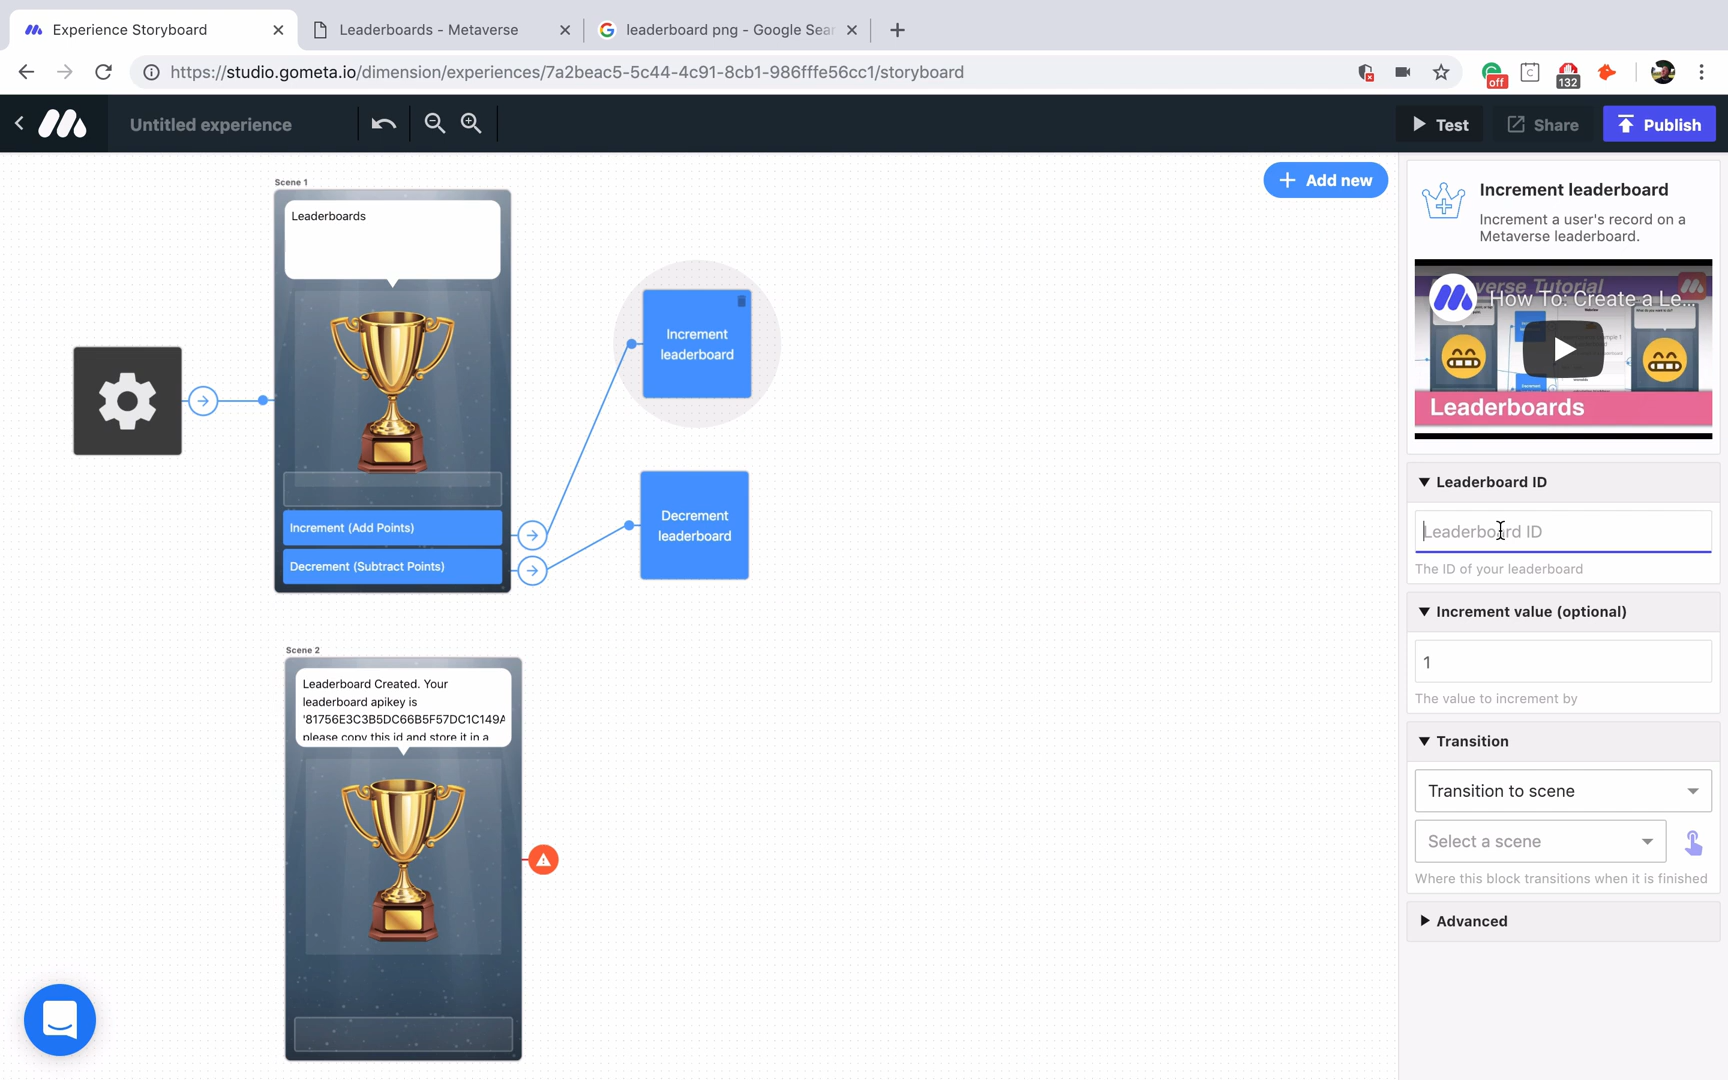 Experience Storyboard
Leaderboards - Metaverse
leaderboard png - Google Sear
https://studio.gometa.io/dimension/experiences/7a2beac5-5c44-4c91-8cb1-986fffe56cc1/storyboard
off
132
Untitled experience
Test
Share
Publish
Add new
Scene 1
Leaderboards
Increment (Add Points)
Decrement (Subtract Points)
Increment
leaderboard
Decrement
leaderboard
Scene 2
Leaderboard Created. Your
leaderboard apikey is
'81756E3C3B5DC66B5F57DC1C149A
please copy this id and store it in a
Increment leaderboard
Increment a user's record on a
Metaverse leaderboard.
verse Tutorial
How To: Create a Le...
Leaderboards
Leaderboard ID
Leaderboard ID
The ID of your leaderboard
Increment value (optional)
1
The value to increment by
Transition
Transition to scene
Select a scene
Where this block transitions when it is finished
Advanced